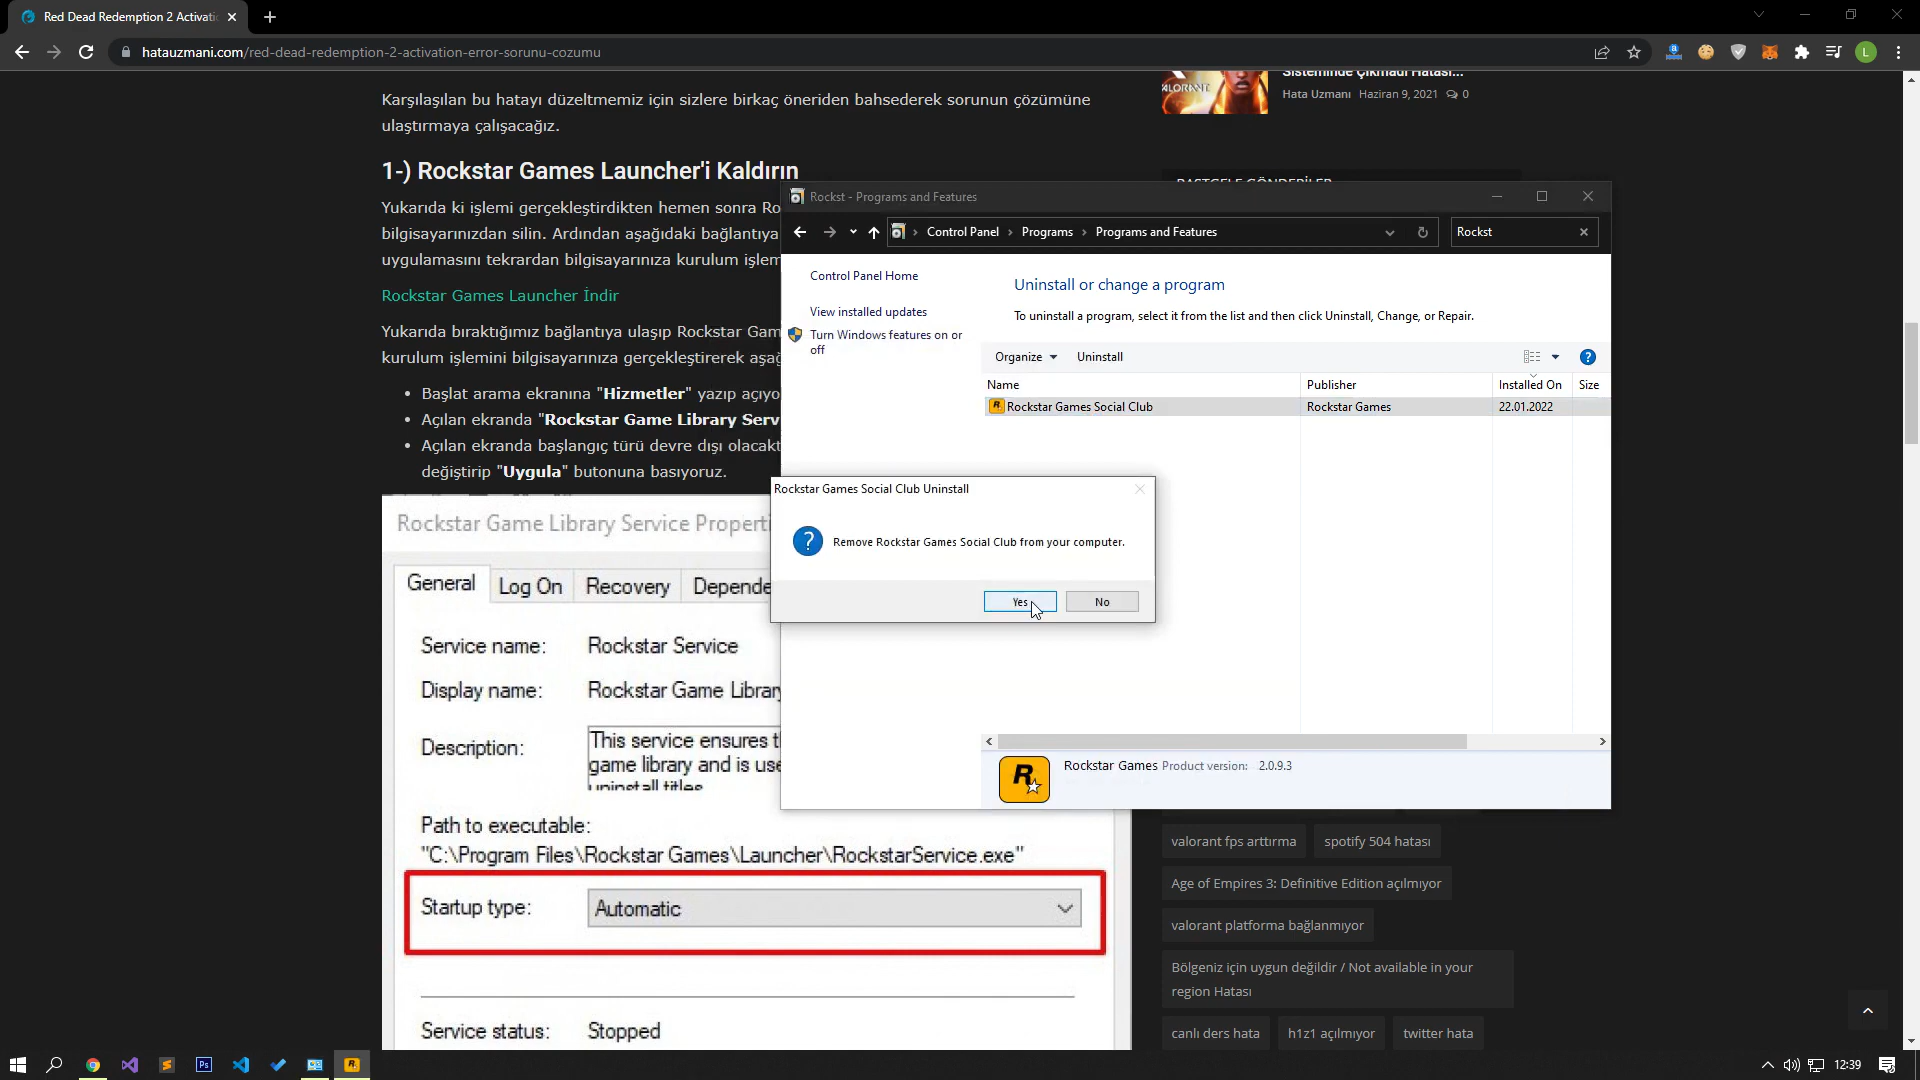 Red Dead Redemption 2 Activati
hatauzmani.com/red-dead-redemption-2-activation-error-sorunu-cozumu
L
Karşılaşılan bu hatayı düzeltmemiz için sizlere birkaç öneriden bahsederek sorunun çözümüne
ulaştırmaya çalışacağız.
1-) Rockstar Games Launcher'i Kaldırın
Yukarıda ki işlemi gerçekleştirdikten hemen sonra Ro
bilgisayarınızdan silin. Ardından aşağıdaki bağlantıya
uygulamasını tekrardan bilgisayarınıza kurulum işlem
Rockstar Games Launcher İndir
Yukarıda bıraktığımız bağlantıya ulaşıp Rockstar Gam
kurulum işlemini bilgisayarınıza gerçekleştirerek aşağ
• Başlat arama ekranına "Hizmetler" yazıp açıyo
• Açılan ekranda "Rockstar Game Library Serv
• Açılan ekranda başlangıç türü devre dışı olacakt
değiştirip "Uygula" butonuna basıyoruz.
Rockstar Game Library Service Properti
General
Log On
Recovery
Depende
Service name: Rockstar Service
Display name: Rockstar Game Library
Description: This service ensures t
game library and is use
uninstall titles
Path to executable:
"C:\Program Files\Rockstar Games\Launcher\RockstarService.exe"
Startup type: Automatic
Service status: Stopped
VALORANT
Sisteminde Çıkmadı Hatası...
Hata Uzmanı Haziran 9, 2021 0
RASTGELE GÖNDERİLER
Rockst - Programs and Features
Control Panel > Programs > Programs and Features
Rockst
Control Panel Home
View installed updates
Turn Windows features on or
off
Uninstall or change a program
To uninstall a program, select it from the list and then click Uninstall, Change, or Repair.
Organize
Uninstall
Name
Publisher
Installed On
Size
Rockstar Games Social Club
Rockstar Games
22.01.2022
Rockstar Games Social Club Uninstall
Remove Rockstar Games Social Club from your computer.
Yes
No
Rockstar Games Product version: 2.0.9.3
valorant fps arttırma
spotify 504 hatası
Age of Empires 3: Definitive Edition açılmıyor
valorant platforma bağlanmıyor
Bölgeniz için uygun değildir / Not available in your
region Hatası
canlı ders hata
h1z1 açılmıyor
twitter hata
Ps
12:39